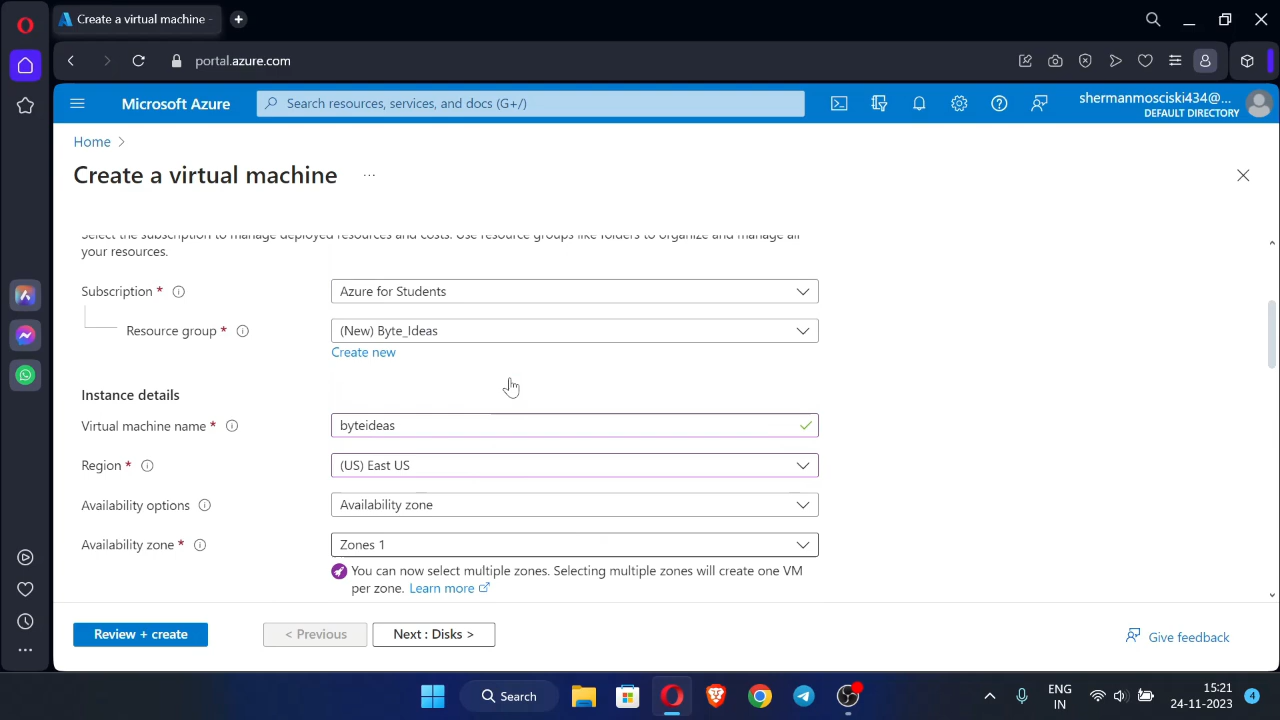 Create a virtual machine -
portal.azure.com
Microsoft Azure
Search resources, services, and docs (G+/)
shermanmosciski434@...
DEFAULT DIRECTORY
Home >
Create a virtual machine ...
Select the subscription to manage deployed resources and costs. Use resource groups like folders to organize and manage all
your resources.
Subscription *
Azure for Students
Resource group *
(New) Byte_Ideas
Create new
Instance details
Virtual machine name *
byteideas
Region *
(US) East US
Availability options
Availability zone
Availability zone *
Zones 1
You can now select multiple zones. Selecting multiple zones will create one VM
per zone. Learn more
Review + create
< Previous
Next : Disks >
Give feedback
Search
ENG
IN
15:21
24-11-2023
4